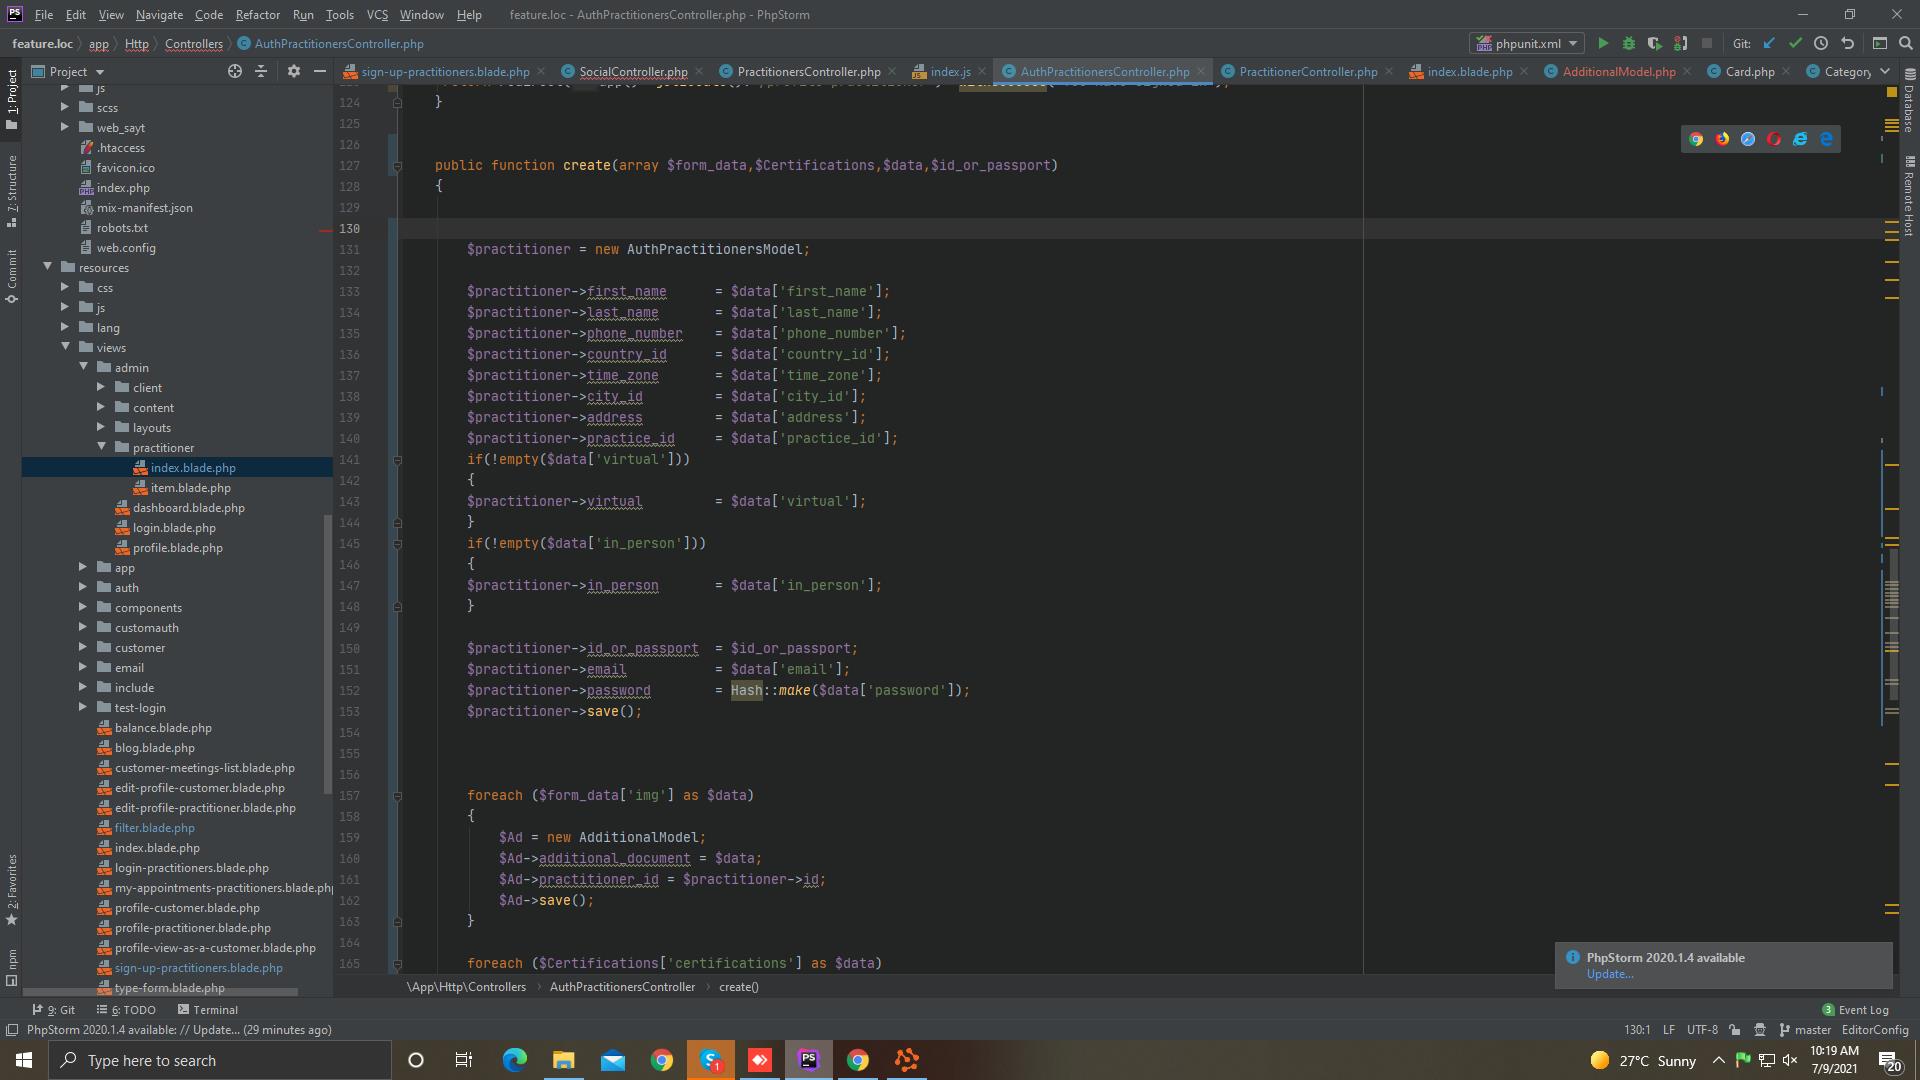 File Edit View Navigate Code Refactor Run Tools VCS Window Help feature.loc - AuthPractitionersController.php - PhpStorm
feature.loc app Http Controllers AuthPractitionersController.php phpunit.xml Git:
Project sign-up-practitioners.blade.php SocialController.php PractitionersController.php index.js AuthPractitionersController.php PractitionerController.php index.blade.php AdditionalModel.php Card.php Category
1: Project
7: Structure
Commit
2: Favorites
npm
js
scss
web_sayt
.htaccess
favicon.ico
index.php
mix-manifest.json
robots.txt
web.config
resources
css
js
lang
views
admin
client
content
layouts
practitioner
index.blade.php
item.blade.php
dashboard.blade.php
login.blade.php
profile.blade.php
app
auth
components
customauth
customer
email
include
test-login
balance.blade.php
blog.blade.php
customer-meetings-list.blade.php
edit-profile-customer.blade.php
edit-profile-practitioner.blade.php
filter.blade.php
index.blade.php
login-practitioners.blade.php
my-appointments-practitioners.blade.php
profile-customer.blade.php
profile-practitioner.blade.php
profile-view-as-a-customer.blade.php
sign-up-practitioners.blade.php
type-form.blade.php
124 }
125
126
127 public function create(array $form_data,$Certifications,$data,$id_or_passport)
128 {
129
130
131 $practitioner = new AuthPractitionersModel;
132
133 $practitioner->first_name = $data['first_name'];
134 $practitioner->last_name = $data['last_name'];
135 $practitioner->phone_number = $data['phone_number'];
136 $practitioner->country_id = $data['country_id'];
137 $practitioner->time_zone = $data['time_zone'];
138 $practitioner->city_id = $data['city_id'];
139 $practitioner->address = $data['address'];
140 $practitioner->practice_id = $data['practice_id'];
141 if(!empty($data['virtual']))
142 {
143 $practitioner->virtual = $data['virtual'];
144 }
145 if(!empty($data['in_person']))
146 {
147 $practitioner->in_person = $data['in_person'];
148 }
149
150 $practitioner->id_or_passport = $id_or_passport;
151 $practitioner->email = $data['email'];
152 $practitioner->password = Hash::make($data['password']);
153 $practitioner->save();
154
155
156
157 foreach ($form_data['img'] as $data)
158 {
159 $Ad = new AdditionalModel;
160 $Ad->additional_document = $data;
161 $Ad->practitioner_id = $practitioner->id;
162 $Ad->save();
163 }
164
165 foreach ($Certifications['certifications'] as $data)
Database
Remote Host
PhpStorm 2020.1.4 available
Update...
\App\Http\Controllers AuthPractitionersController create()
9: Git 6: TODO Terminal 3 Event Log
PhpStorm 2020.1.4 available: // Update... (29 minutes ago) 130:1 LF UTF-8 master EditorConfig
Type here to search 1 PS 27°C Sunny 10:19 AM
7/9/2021
20